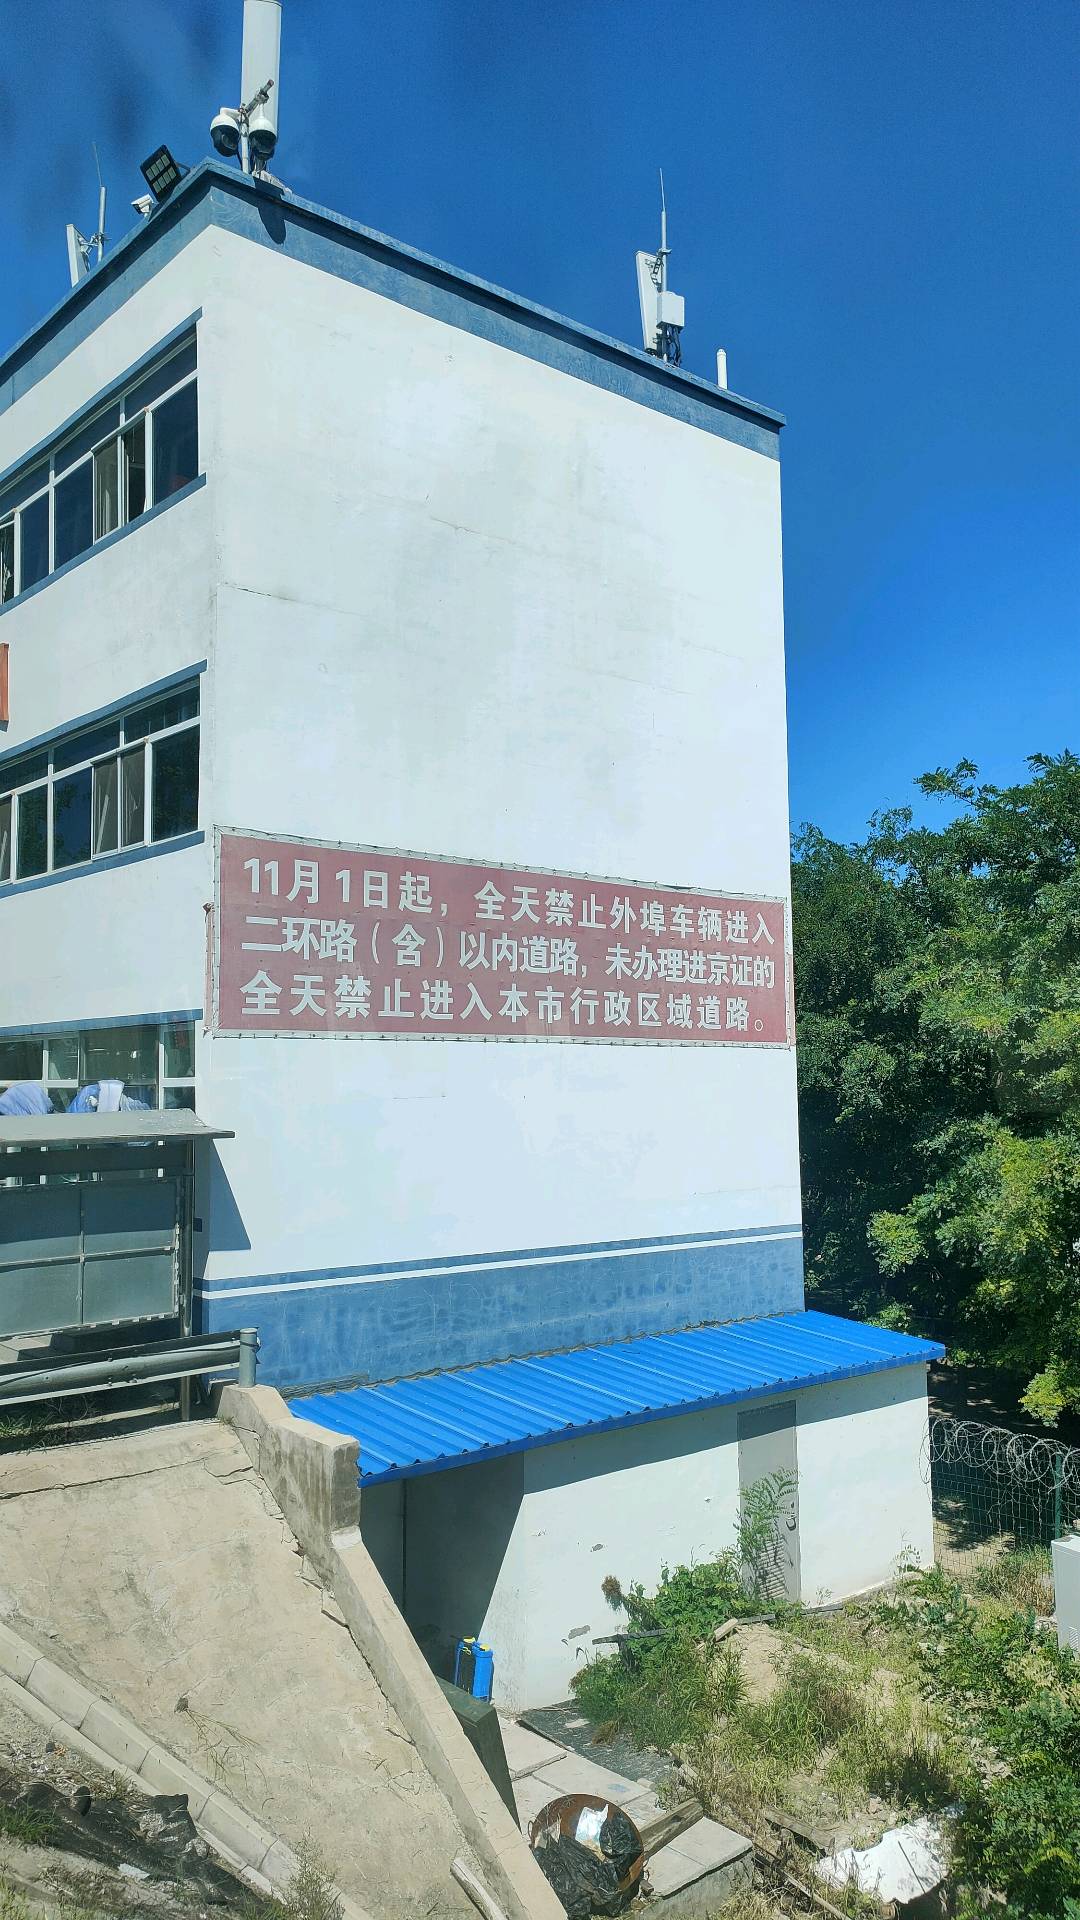 11月1日起，全天禁止外埠车辆进入
二环路（含）以内道路，未办理进京证的
全天禁止进入本市行政区域道路。